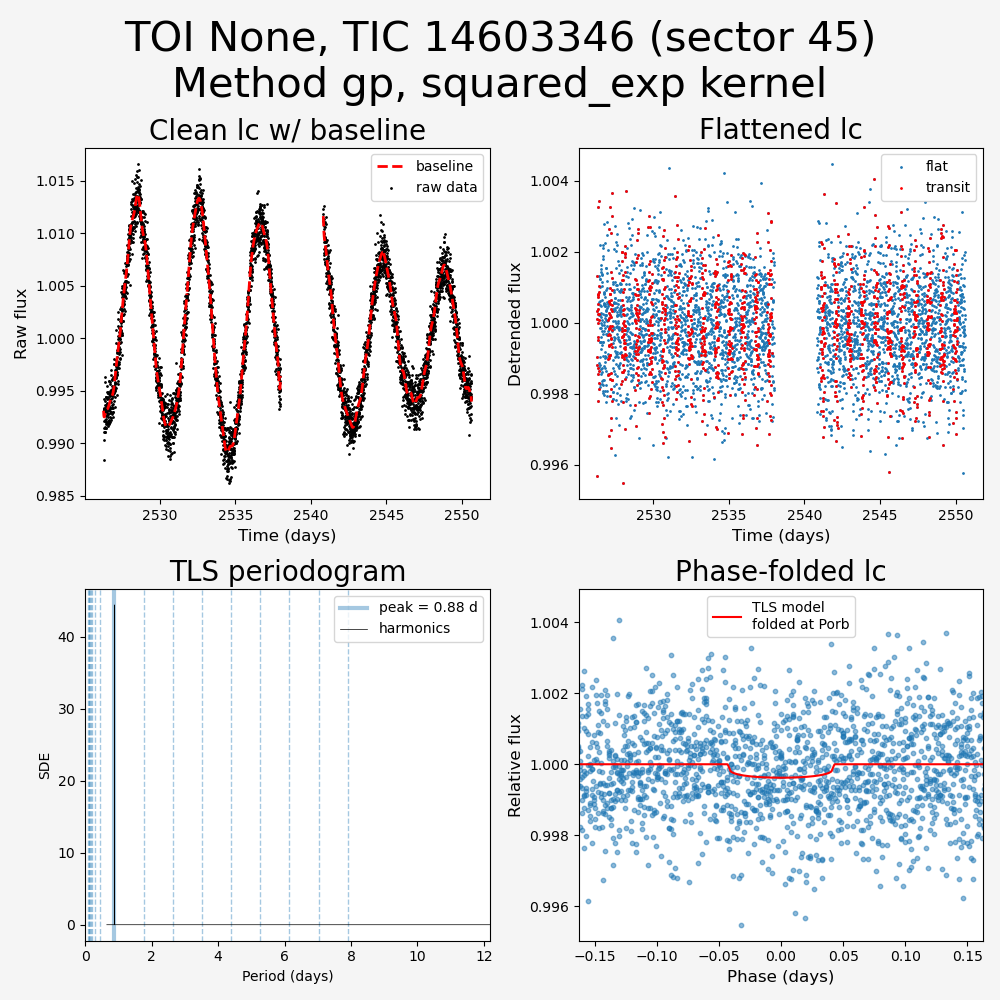 TOI None, TIC 14603346 (sector 45)
Method gp, squared_exp kernel
Clean lc w/ baseline
baseline
raw data
1.015
1.010
1.005
1.000
0.995
0.990
0.985
Raw flux
2530
2535
2540
2545
2550
Time (days)
Flattened lc
flat
transit
1.004
1.002
1.000
0.998
0.996
Detrended flux
2530
2535
2540
2545
2550
Time (days)
TLS periodogram
peak = 0.88 d
harmonics
40
30
20
10
0
SDE
0
2
4
6
8
10
12
Period (days)
Phase-folded lc
TLS model
folded at Porb
1.004
1.002
1.000
0.998
0.996
Relative flux
−0.15
−0.10
−0.05
0.00
0.05
0.10
0.15
Phase (days)